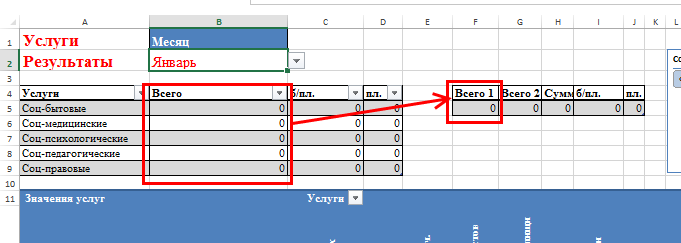 A B C D E F G H I J K L
1 Услуги Месяц
2 Результаты Январь
3
4 Услуги Всего б/пл. пл. Всего 1 Всего 2 Сумм б/пл. пл.
5 Соц-бытовые 0 0 0 0 0 0 0 0
6 Соц-медицинские 0 0 0
7 Соц-психологические 0 0 0
8 Соц-педагогические 0 0 0
9 Соц-правовые 0 0 0
10
11 Значения услуг Услуги